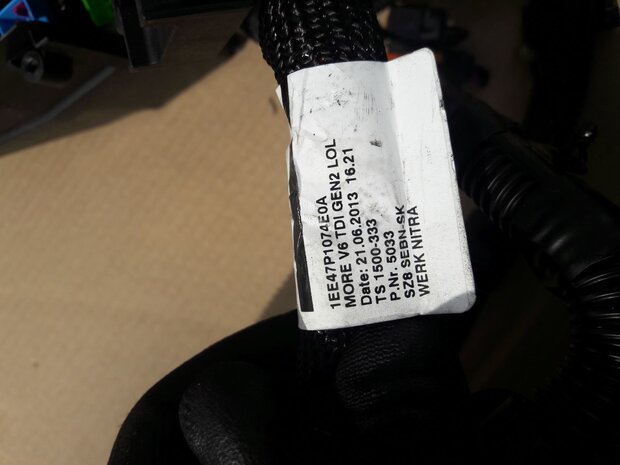 1EE47P1074E0A
MORE V6 TDI GEN2 LOL
Date: 21.06.2013 16.21
TS 1500-333
P.Nr. 5033
SZ8 SEBN-SK
WERK NITRA